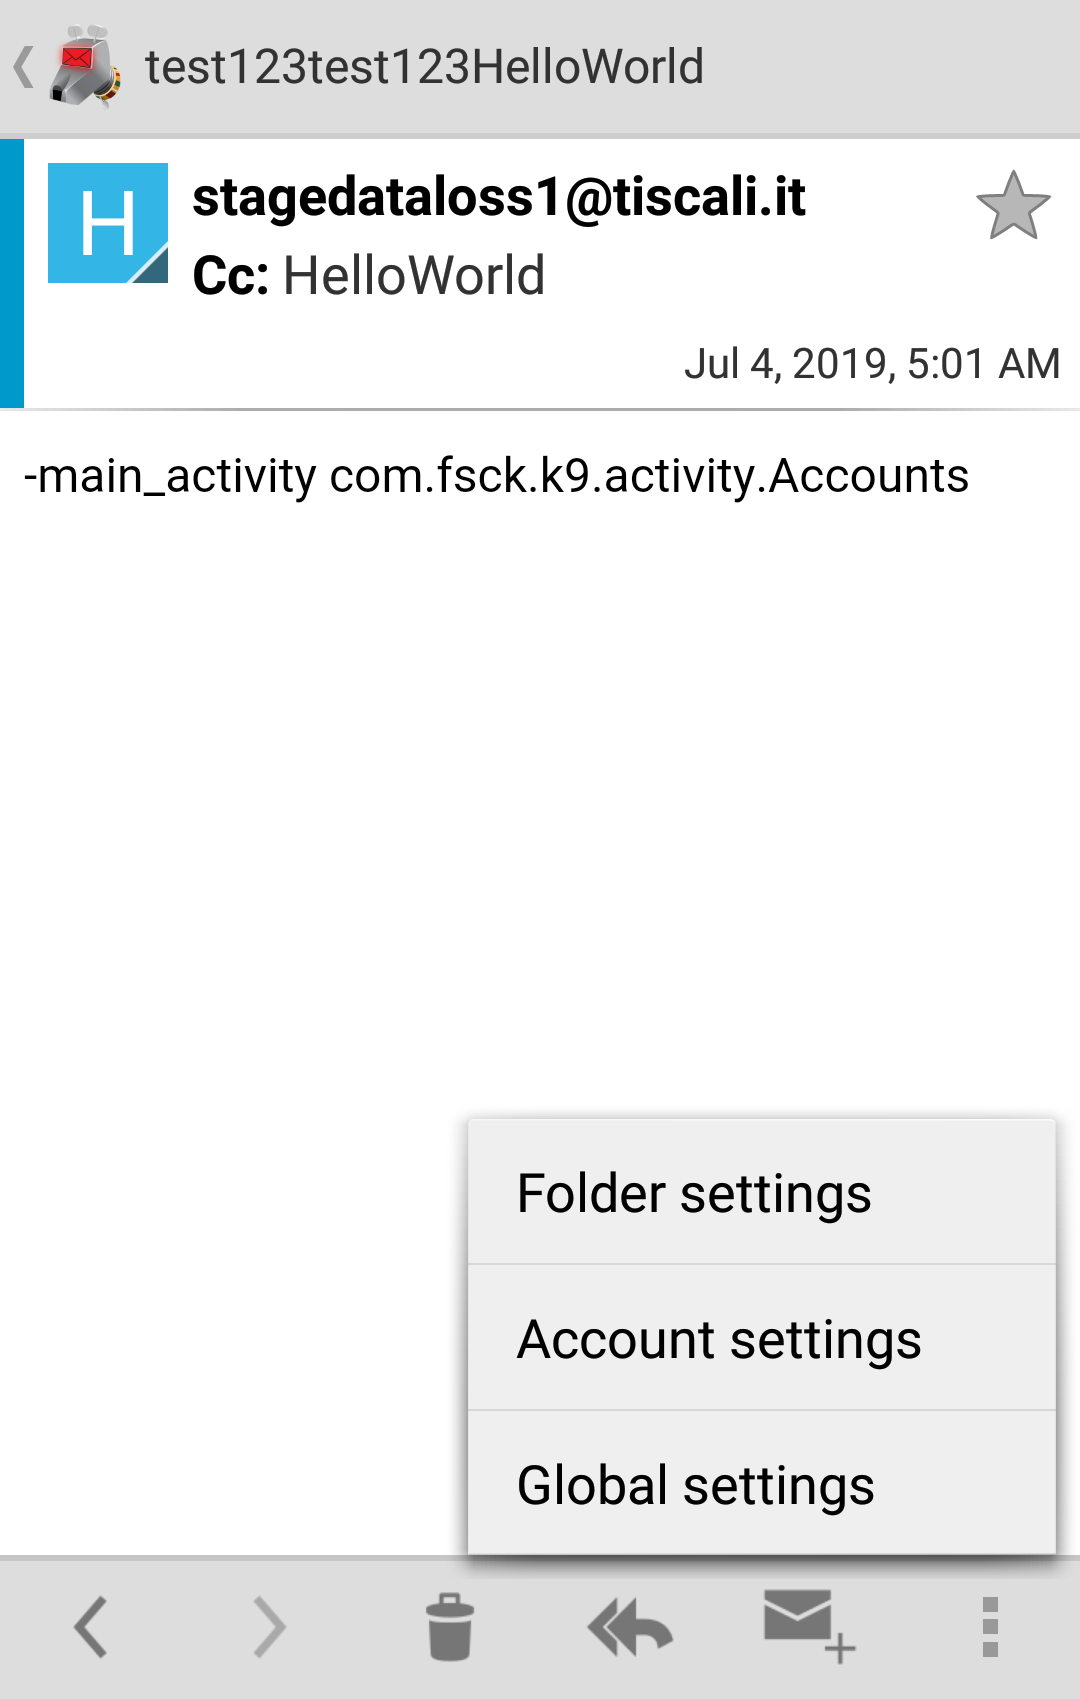 test123test123HelloWorld
H
stagedataloss1@tiscali.it
Cc: HelloWorld
Jul 4, 2019, 5:01 AM
-main_activity com.fsck.k9.activity.Accounts
Folder settings
Account settings
Global settings